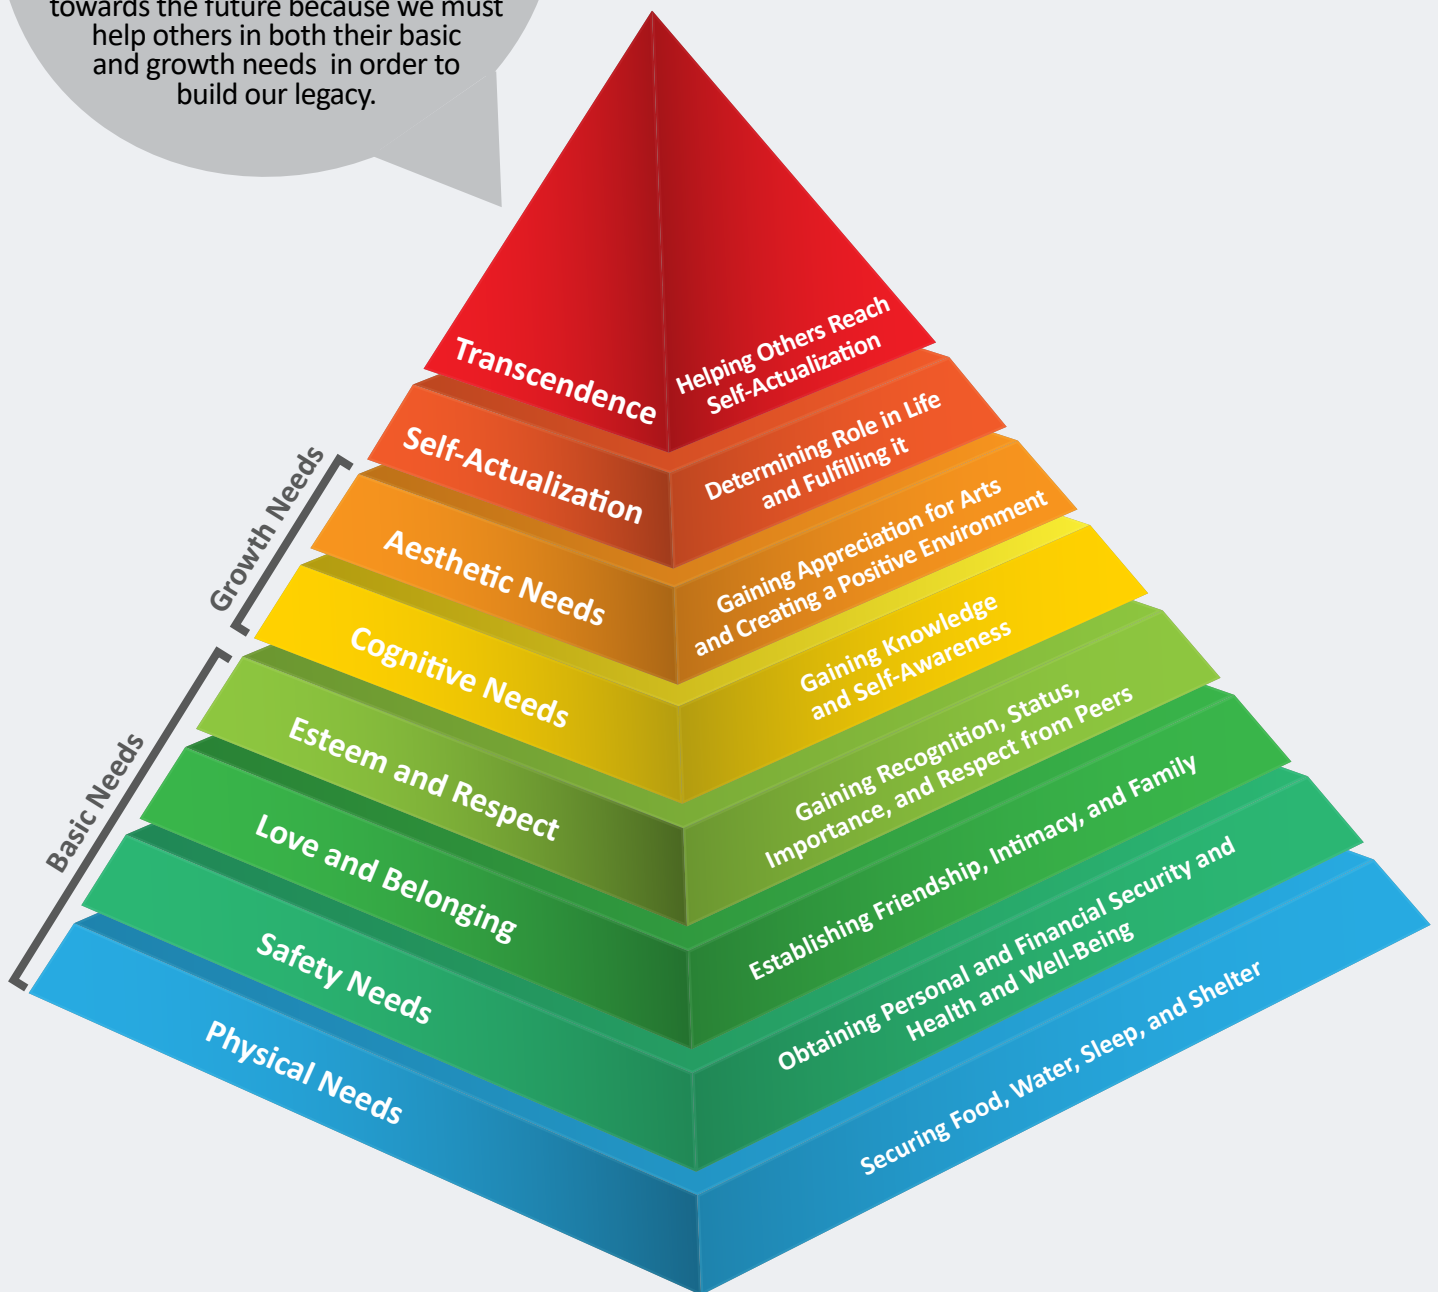 towards the future because we must
help others in both their basic
and growth needs in order to
build our legacy.
Transcendence
Helping Others Reach
Self-Actualization
Self-Actualization
Determining Role in Life
and Fulfilling it
Growth Needs
Aesthetic Needs
Gaining Appreciation for Arts
and Creating a Positive Environment
Cognitive Needs
Gaining Knowledge
and Self-Awareness
Basic Needs
Esteem and Respect
Gaining Recognition, Status,
Importance, and Respect from Peers
Love and Belonging
Establishing Friendship, Intimacy, and Family
Safety Needs
Obtaining Personal and Financial Security and
Health and Well-Being
Physical Needs
Securing Food, Water, Sleep, and Shelter